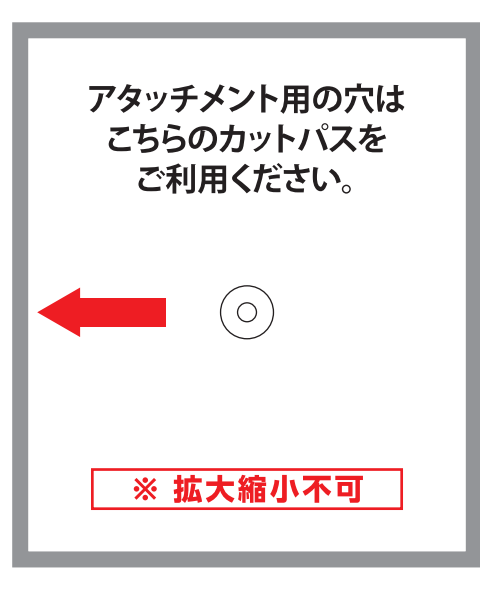 アタッチメント用の穴は
こちらのカットパスを
ご利用ください。
※ 拡大縮小不可